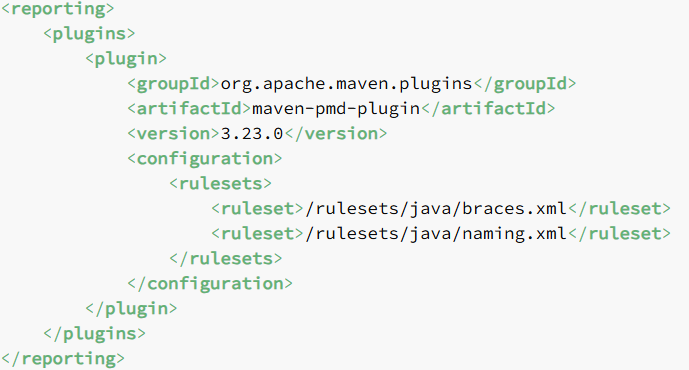 <reporting>
    <plugins>
        <plugin>
            <groupId>org.apache.maven.plugins</groupId>
            <artifactId>maven-pmd-plugin</artifactId>
            <version>3.23.0</version>
            <configuration>
                <rulesets>
                    <ruleset>/rulesets/java/braces.xml</ruleset>
                    <ruleset>/rulesets/java/naming.xml</ruleset>
                </rulesets>
            </configuration>
        </plugin>
    </plugins>
</reporting>